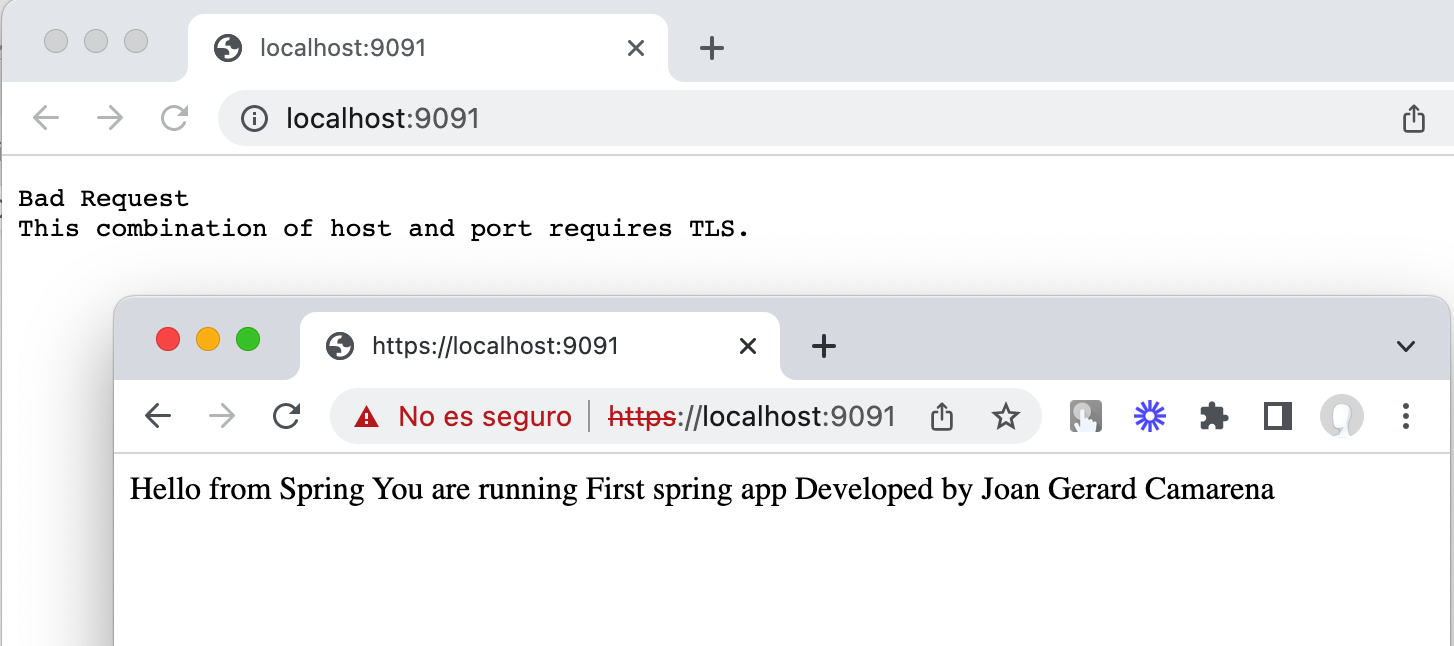 localhost:9091
localhost:9091
Bad Request
This combination of host and port requires TLS.
https://localhost:9091
No es seguro https://localhost:9091
Hello from Spring You are running First spring app Developed by Joan Gerard Camarena